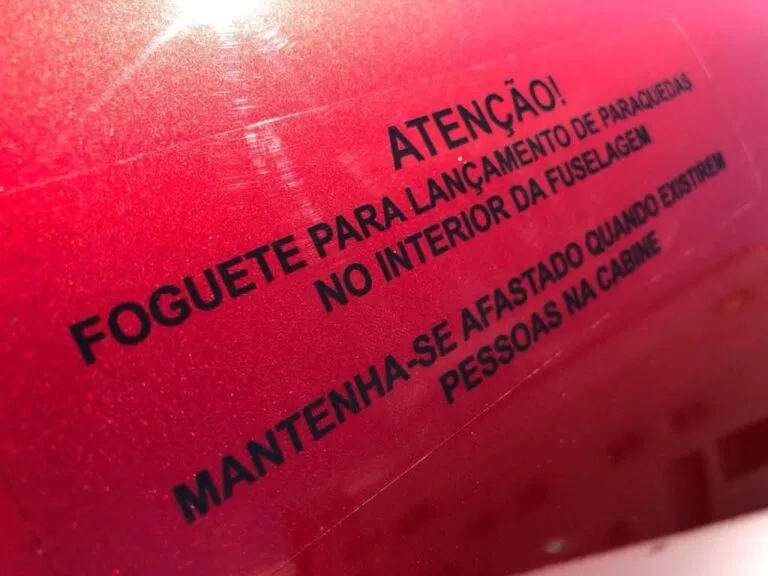 ATENÇÃO!
FOGUETE PARA LANÇAMENTO DE PARAQUEDAS
NO INTERIOR DA FUSELAGEM
MANTENHA-SE AFASTADO QUANDO EXISTIREM
PESSOAS NA CABINE